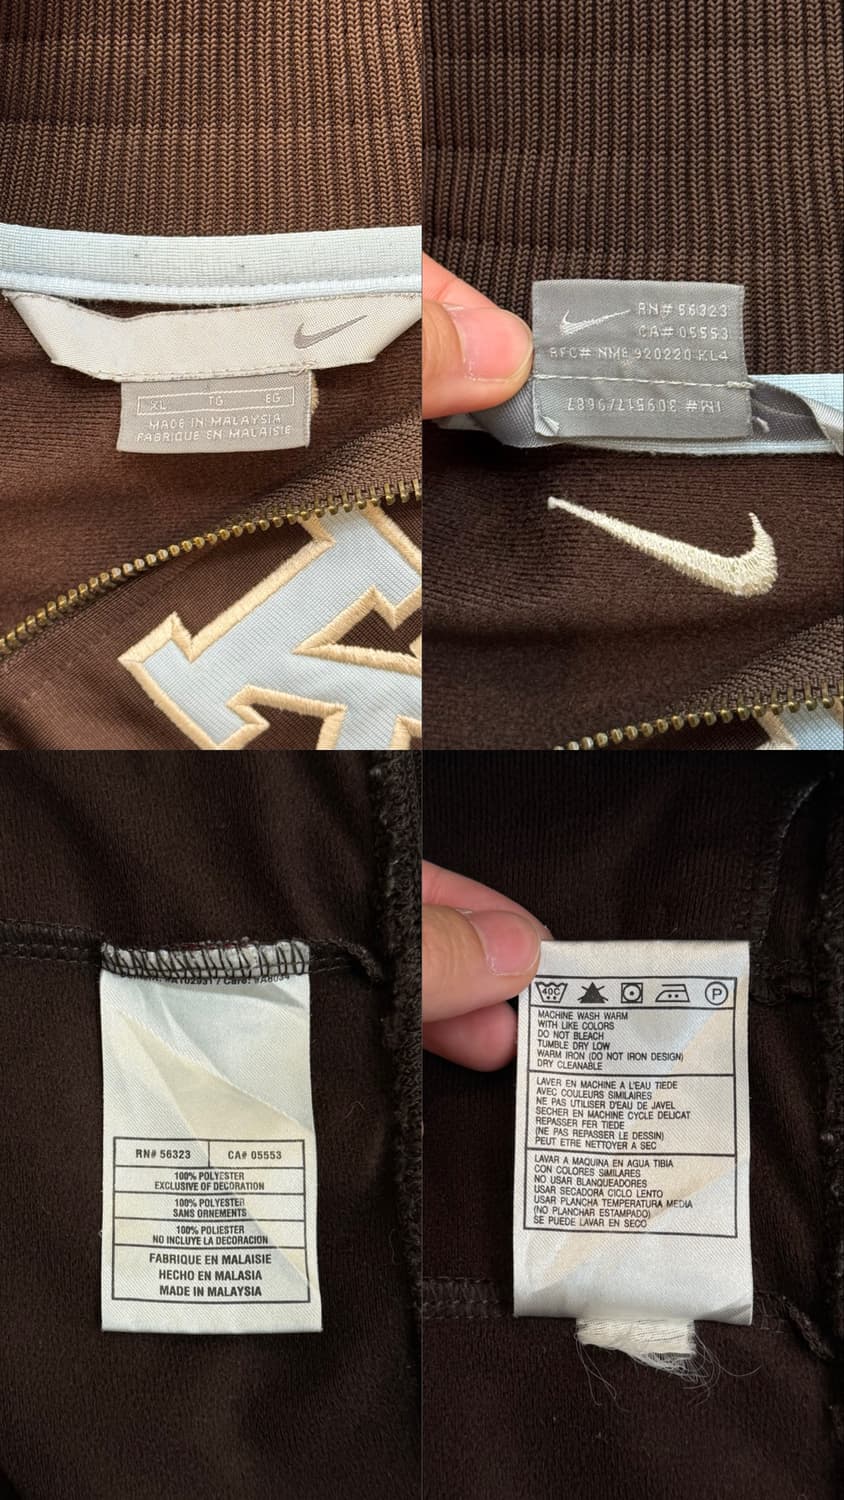 XL TG EG
MADE IN MALAYSIA
FABRIQUÉ EN MALAISIE
RN# 56323
CA# 05553
RFC# NME 920220 KL4
IM# 309517/9687
RN# 56323 CA# 05553
100% POLYESTER
EXCLUSIVE OF DECORATION
100% POLYESTER
SANS ORNEMENTS
100% POLIESTER
NO INCLUYE LA DECORACION
FABRIQUE EN MALAISIE
HECHO EN MALASIA
MADE IN MALAYSIA
40C P
MACHINE WASH WARM
WITH LIKE COLORS
DO NOT BLEACH
TUMBLE DRY LOW
WARM IRON (DO NOT IRON DESIGN)
DRY CLEANABLE
LAVER EN MACHINE A L'EAU TIEDE
AVEC COULEURS SIMILAIRES
NE PAS UTILISER D'EAU DE JAVEL
SECHER EN MACHINE CYCLE DELICAT
REPASSER FER TIEDE
(NE PAS REPASSER LE DESSIN)
PEUT ETRE NETTOYER A SEC
LAVAR A MAQUINA EN AGUA TIBIA
CON COLORES SIMILARES
NO USAR BLANQUEADORES
USAR SECADORA CICLO LENTO
USAR PLANCHA TEMPERATURA MEDIA
(NO PLANCHAR ESTAMPADO)
SE PUEDE LAVAR EN SECO